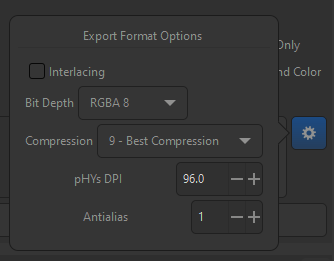 Export Format Options
Only
Interlacing
nd Color
Bit Depth RGBA 8
Compression 9 - Best Compression
pHYs DPI 96.0
Antialias 1